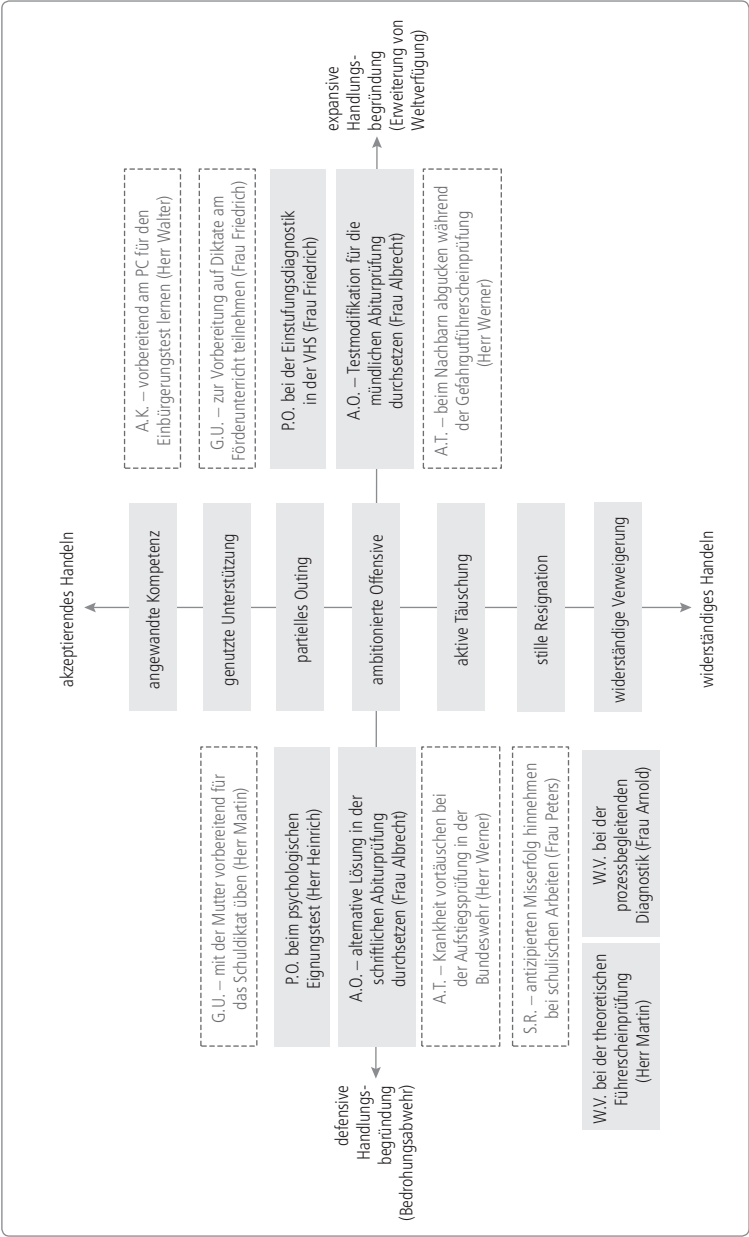 akzeptierendes Handeln
angewandte Kompetenz
genutzte Unterstützung
partielles Outing
ambitionierte Offensive
aktive Täuschung
stille Resignation
widerständige Verweigerung
widerständiges Handeln
defensive
Handlungs-
begründung
(Bedrohungsabwehr)
G.U. – mit der Mutter vorbereitend für
das Schuldiktat üben (Herr Martin)
P.O. beim psychologischen
Eignungstest (Herr Heinrich)
A.O. – alternative Lösung in der
schriftlichen Abiturprüfung
durchsetzen (Frau Albrecht)
A.T. – Krankheit vortäuschen bei
der Aufstiegsprüfung in der
Bundeswehr (Herr Werner)
S.R. – antizipierten Misserfolg hinnehmen
bei schulischen Arbeiten (Frau Peters)
W.V. bei der theoretischen
Führerscheinprüfung
(Herr Martin)
W.V. bei der
prozessbegleitenden
Diagnostik (Frau Arnold)
expansive
Handlungs-
begründung
(Erweiterung von
Weltverfügung)
A.K. – vorbereitend am PC für den
Einbürgerungstest lernen (Herr Walter)
G.U. – zur Vorbereitung auf Diktate am
Förderunterricht teilnehmen (Frau Friedrich)
P.O. bei der Einstufungsdiagnostik
in der VHS (Frau Friedrich)
A.O. – Testmodifikation für die
mündlichen Abiturprüfung
durchsetzen (Frau Albrecht)
A.T. – beim Nachbarn abgucken während
der Gefahrgutführerscheinprüfung
(Herr Werner)